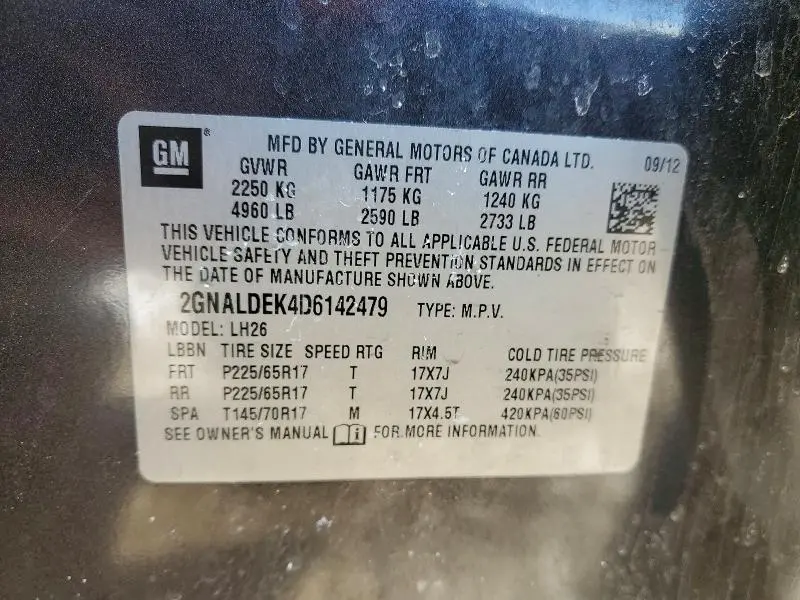 GM ® MFD BY GENERAL MOTORS OF CANADA LTD. 09/12
GVWR GAWR FRT GAWR RR
2250 KG 1175 KG 1240 KG
4960 LB 2590 LB 2733 LB
THIS VEHICLE CONFORMS TO ALL APPLICABLE U.S. FEDERAL MOTOR
VEHICLE SAFETY AND THEFT PREVENTION STANDARDS IN EFFECT ON
THE DATE OF MANUFACTURE SHOWN ABOVE.
2GNALDEK4D6142479 TYPE: M.P.V.
MODEL: LH26
LBBN TIRE SIZE SPEED RTG RIM COLD TIRE PRESSURE
FRT P225/65R17 T 17X7J 240KPA(35PSI)
RR P225/65R17 T 17X7J 240KPA(35PSI)
SPA T145/70R17 M 17X4.5T 420KPA(60PSI)
SEE OWNER'S MANUAL i FOR MORE INFORMATION.